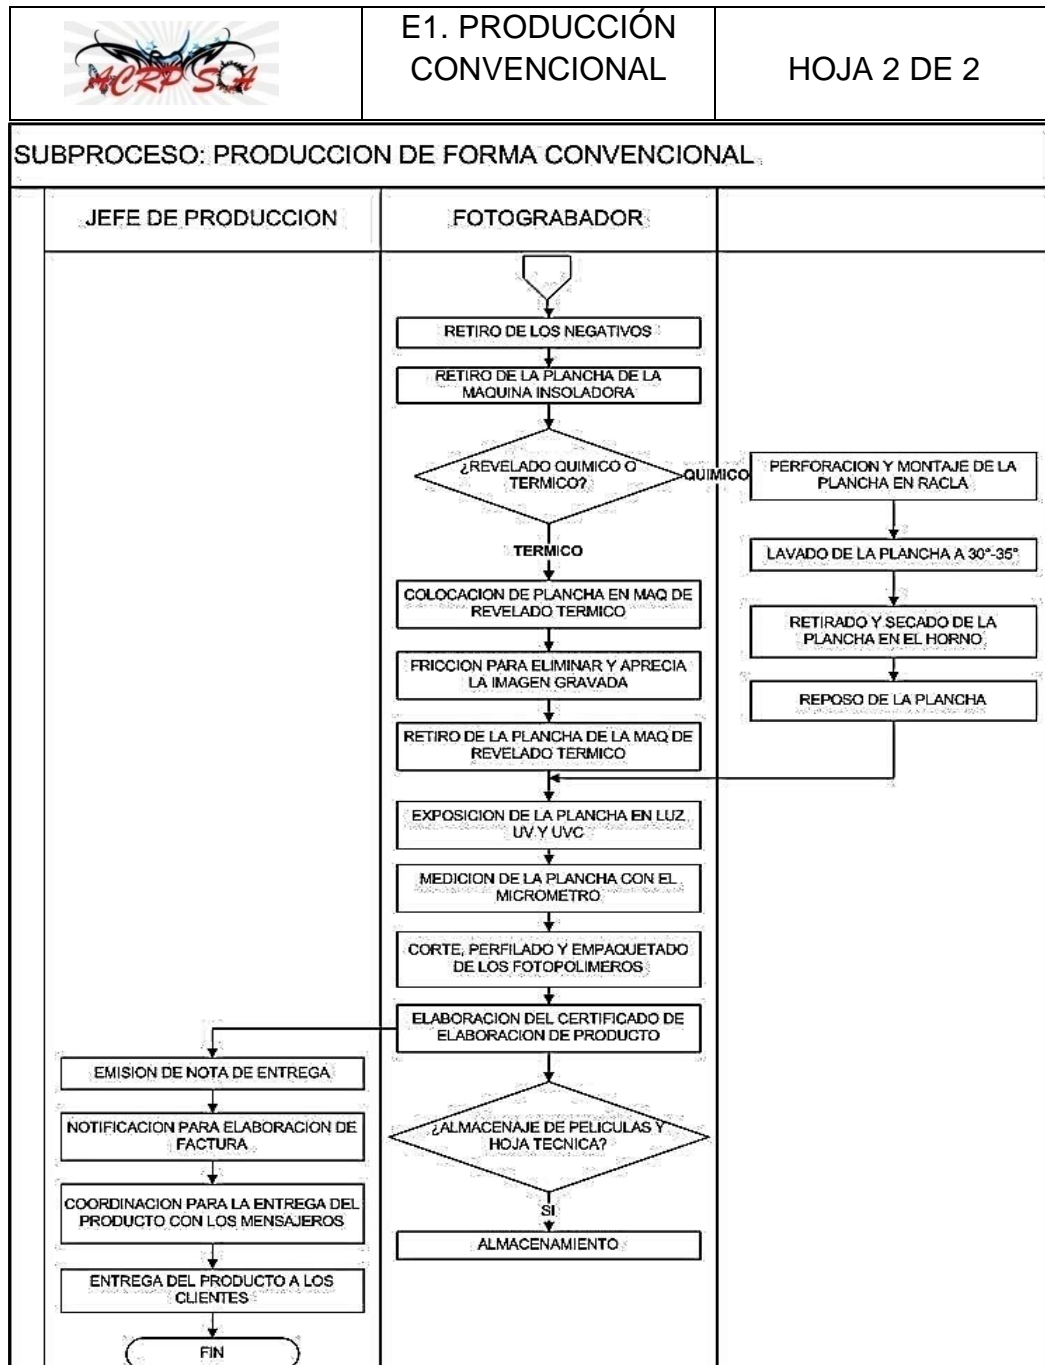 ACRP SCA
E1. PRODUCCIÓN
CONVENCIONAL
HOJA 2 DE 2
SUBPROCESO: PRODUCCION DE FORMA CONVENCIONAL
JEFE DE PRODUCCION
FOTOGRABADOR
RETIRO DE LOS NEGATIVOS
RETIRO DE LA PLANCHA DE LA
MAQUINA INSOLADORA
¿REVELADO QUIMICO O
TERMICO?
QUIMICO
PERFORACION Y MONTAJE DE LA
PLANCHA EN RACLA
LAVADO DE LA PLANCHA A 30°-35°
RETIRADO Y SECADO DE LA
PLANCHA EN EL HORNO
REPOSO DE LA PLANCHA
TERMICO
COLOCACION DE PLANCHA EN MAQ DE
REVELADO TERMICO
FRICCION PARA ELIMINAR Y APRECIA
LA IMAGEN GRAVADA
RETIRO DE LA PLANCHA DE LA MAQ DE
REVELADO TERMICO
EXPOSICION DE LA PLANCHA EN LUZ
UV Y UVC
MEDICION DE LA PLANCHA CON EL
MICROMETRO
CORTE, PERFILADO Y EMPAQUETADO
DE LOS FOTOPOLIMEROS
ELABORACION DEL CERTIFICADO DE
ELABORACION DE PRODUCTO
¿ALMACENAJE DE PELICULAS Y
HOJA TECNICA?
SI
ALMACENAMIENTO
EMISION DE NOTA DE ENTREGA
NOTIFICACION PARA ELABORACION DE
FACTURA
COORDINACION PARA LA ENTREGA DEL
PRODUCTO CON LOS MENSAJEROS
ENTREGA DEL PRODUCTO A LOS
CLIENTES
FIN